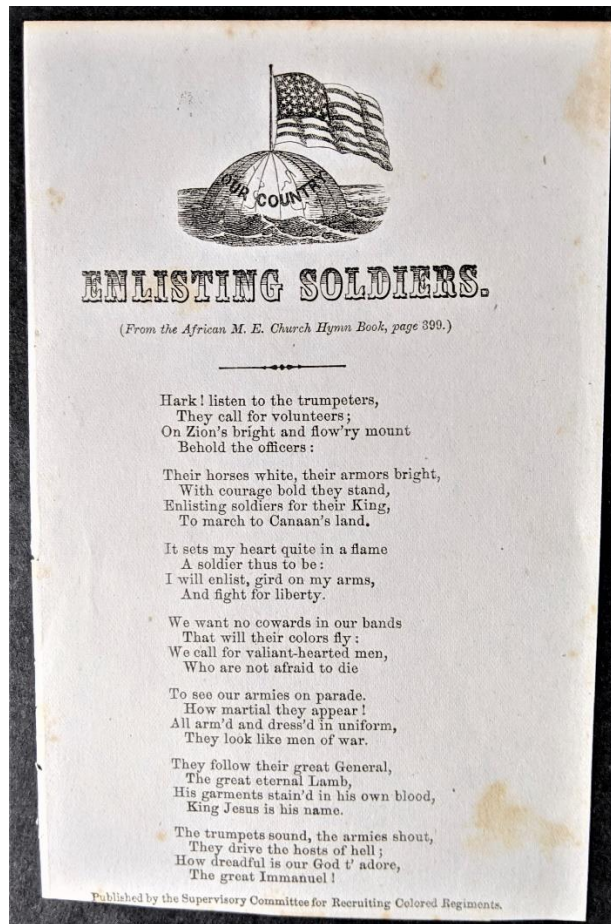 OUR COUNTRY
ENLISTING SOLDIERS.
(From the African M. E. Church Hymn Book, page 399.)
Hark! listen to the trumpeters,
They call for volunteers;
On Zion's bright and flow'ry mount
Behold the officers:
Their horses white, their armors bright,
With courage bold they stand,
Enlisting soldiers for their King,
To march to Canaan's land.
It sets my heart quite in a flame
A soldier thus to be:
I will enlist, gird on my arms,
And fight for liberty.
We want no cowards in our bands
That will their colors fly:
We call for valiant-hearted men,
Who are not afraid to die
To see our armies on parade.
How martial they appear!
All arm'd and dress'd in uniform,
They look like men of war.
They follow their great General,
The great eternal Lamb,
His garments stain'd in his own blood,
King Jesus is his name.
The trumpets sound, the armies shout,
They drive the hosts of hell;
How dreadful is our God t' adore,
The great Immanuel!
Published by the Supervisory Committee for Recruiting Colored Regiments.